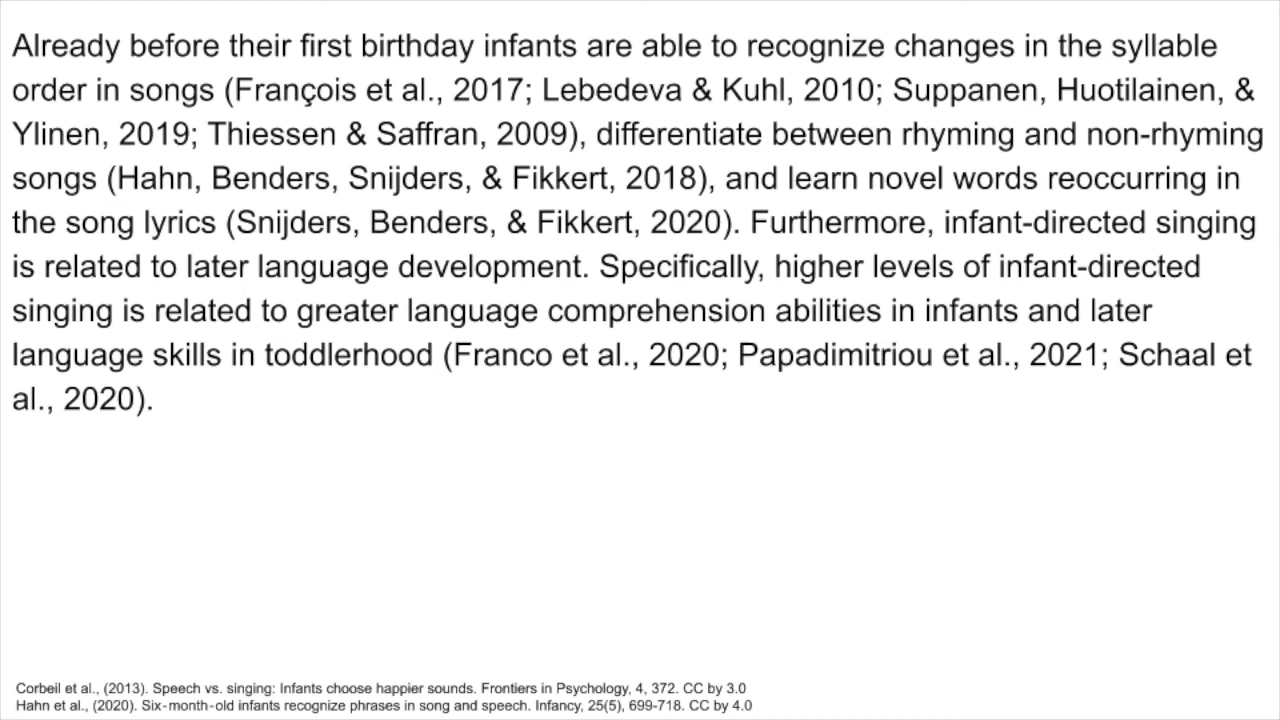 Already before their first birthday infants are able to recognize changes in the syllable
order in songs (François et al., 2017; Lebedeva & Kuhl, 2010; Suppanen, Huotilainen, &
Ylinen, 2019; Thiessen & Saffran, 2009), differentiate between rhyming and non-rhyming
songs (Hahn, Benders, Snijders, & Fikkert, 2018), and learn novel words reoccurring in
the song lyrics (Snijders, Benders, & Fikkert, 2020). Furthermore, infant-directed singing
is related to later language development. Specifically, higher levels of infant-directed
singing is related to greater language comprehension abilities in infants and later
language skills in toddlerhood (Franco et al., 2020; Papadimitriou et al., 2021; Schaal et
al., 2020).
Corbeil et al., (2013). Speech vs. singing: Infants choose happier sounds. Frontiers in Psychology, 4, 372. CC by 3.0
Hahn et al., (2020). Six-month-old infants recognize phrases in song and speech. Infancy, 25(5), 699-718. CC by 4.0